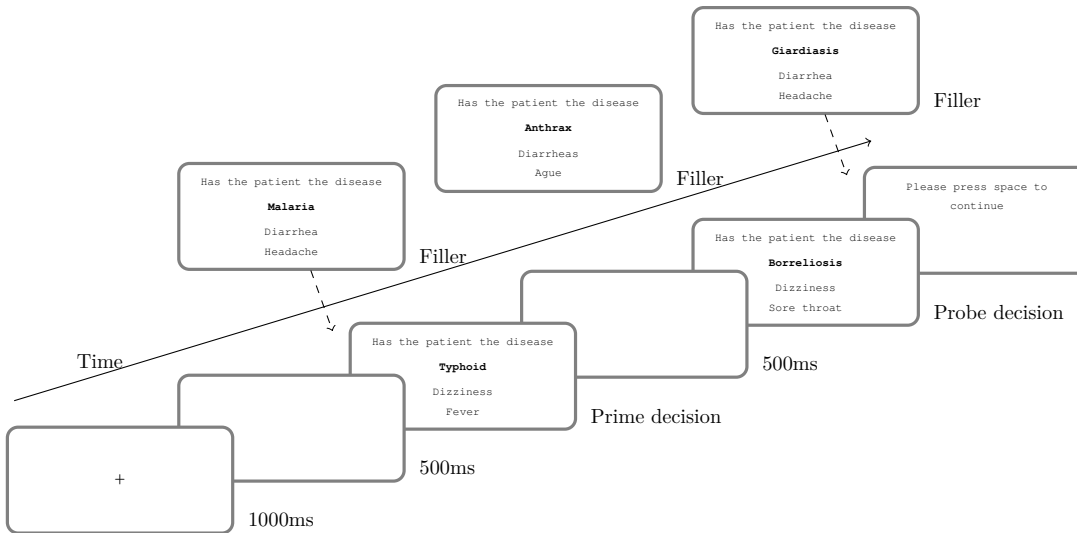 Has the patient the disease
Giardiasis
Diarrhea
Headache
Filler
Has the patient the disease
Anthrax
Diarrheas
Ague
Filler
Has the patient the disease
Malaria
Diarrhea
Headache
Filler
Please press space to
continue
Has the patient the disease
Borreliosis
Dizziness
Sore throat
Probe decision
Time
500ms
Has the patient the disease
Typhoid
Dizziness
Fever
Prime decision
500ms
+
1000ms